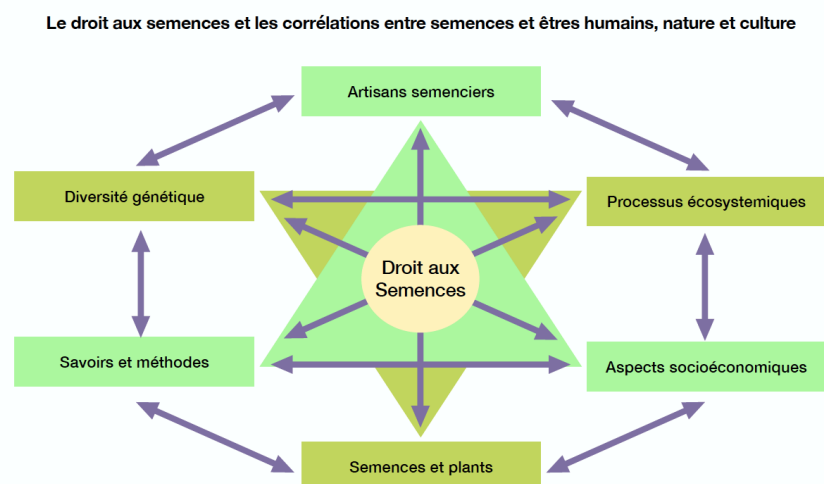 Le droit aux semences et les corrélations entre semences et êtres humains, nature et culture
Artisans semenciers
Diversité génétique
Processus écosystemiques
Droit aux
Semences
Savoirs et méthodes
Aspects socioéconomiques
Semences et plants